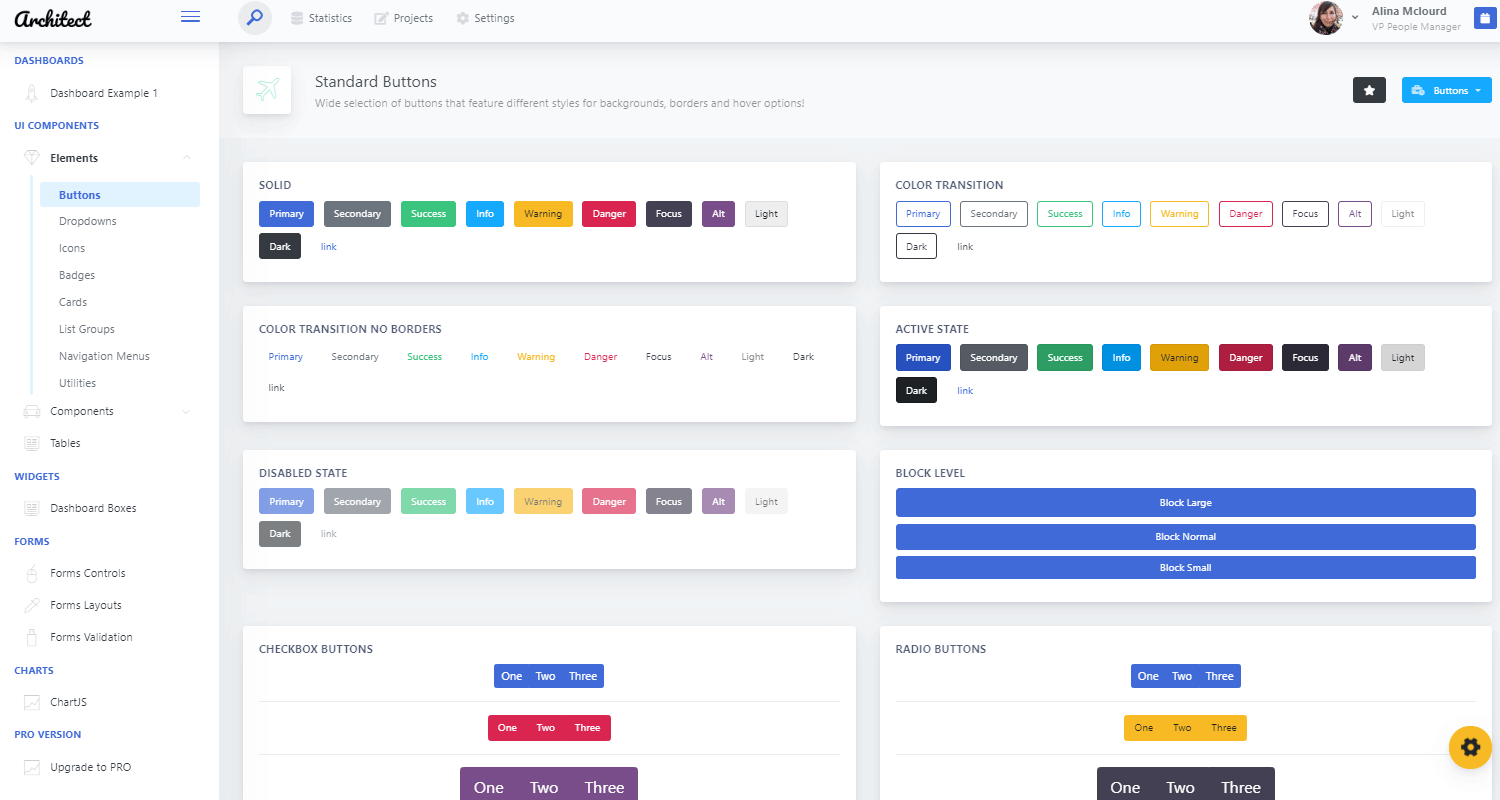 Architect
Statistics
Projects
Settings
Alina Mclourd
VP People Manager
DASHBOARDS
Dashboard Example 1
UI COMPONENTS
Elements
Buttons
Dropdowns
Icons
Badges
Cards
List Groups
Navigation Menus
Utilities
Components
Tables
WIDGETS
Dashboard Boxes
FORMS
Forms Controls
Forms Layouts
Forms Validation
CHARTS
ChartJS
PRO VERSION
Upgrade to PRO
Standard Buttons
Wide selection of buttons that feature different styles for backgrounds, borders and hover options!
Buttons
SOLID
Primary Secondary Success Info Warning Danger Focus Alt Light
Dark link
COLOR TRANSITION
Primary Secondary Success Info Warning Danger Focus Alt Light
Dark link
COLOR TRANSITION NO BORDERS
Primary Secondary Success Info Warning Danger Focus Alt Light Dark
link
ACTIVE STATE
Primary Secondary Success Info Warning Danger Focus Alt Light
Dark link
DISABLED STATE
Primary Secondary Success Info Warning Danger Focus Alt Light
Dark link
BLOCK LEVEL
Block Large
Block Normal
Block Small
CHECKBOX BUTTONS
One Two Three
One Two Three
One Two Three
RADIO BUTTONS
One Two Three
One Two Three
One Two Three